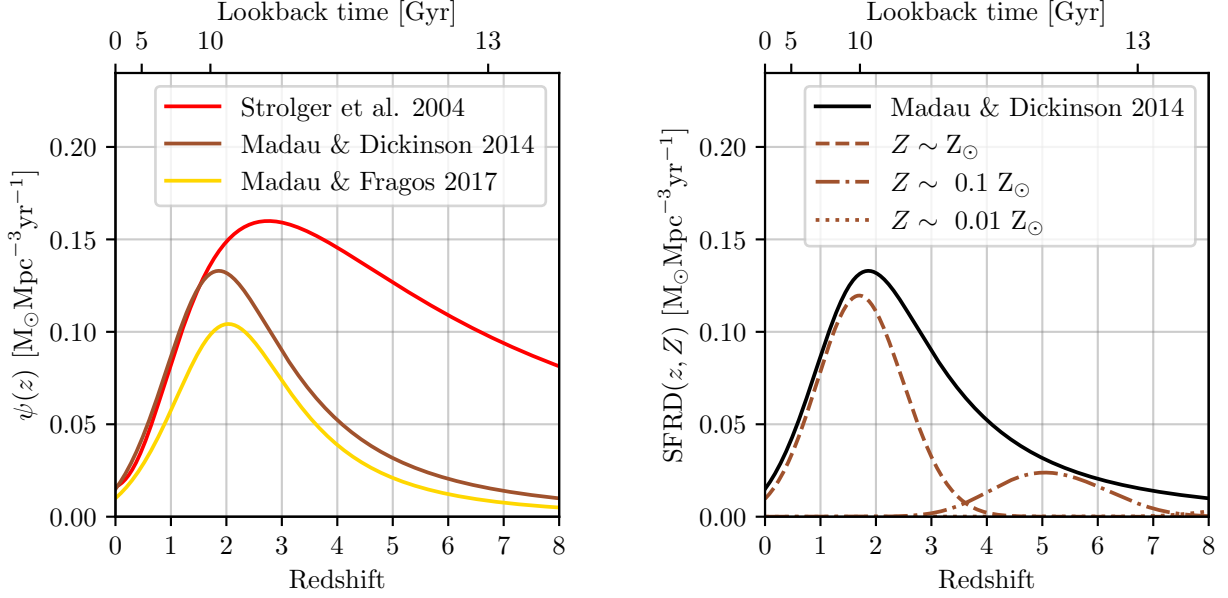 Lookback time [Gyr]
0 5 10 13
Strolger et al. 2004
Madau & Dickinson 2014
Madau & Fragos 2017
ψ(z) [M⊙Mpc⁻³yr⁻¹]
0.20
0.15
0.10
0.05
0.00
0 1 2 3 4 5 6 7 8
Redshift
Lookback time [Gyr]
0 5 10 13
Madau & Dickinson 2014
Z ∼ Z⊙
Z ∼ 0.1 Z⊙
Z ∼ 0.01 Z⊙
SFRD(z, Z) [M⊙Mpc⁻³yr⁻¹]
0.20
0.15
0.10
0.05
0.00
0 1 2 3 4 5 6 7 8
Redshift